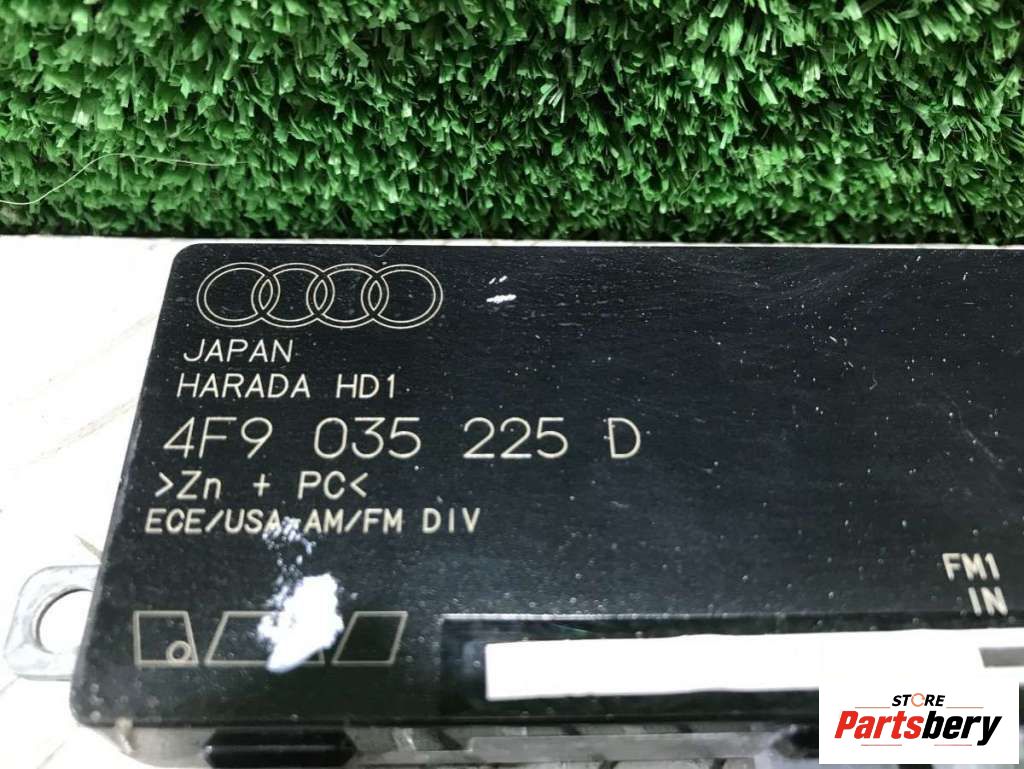 JAPAN
HARADA HD1
4F9 035 225 D
>Zn + PC<
ECE/USA AM/FM DIV
FM1
IN
STORE
Partsbery